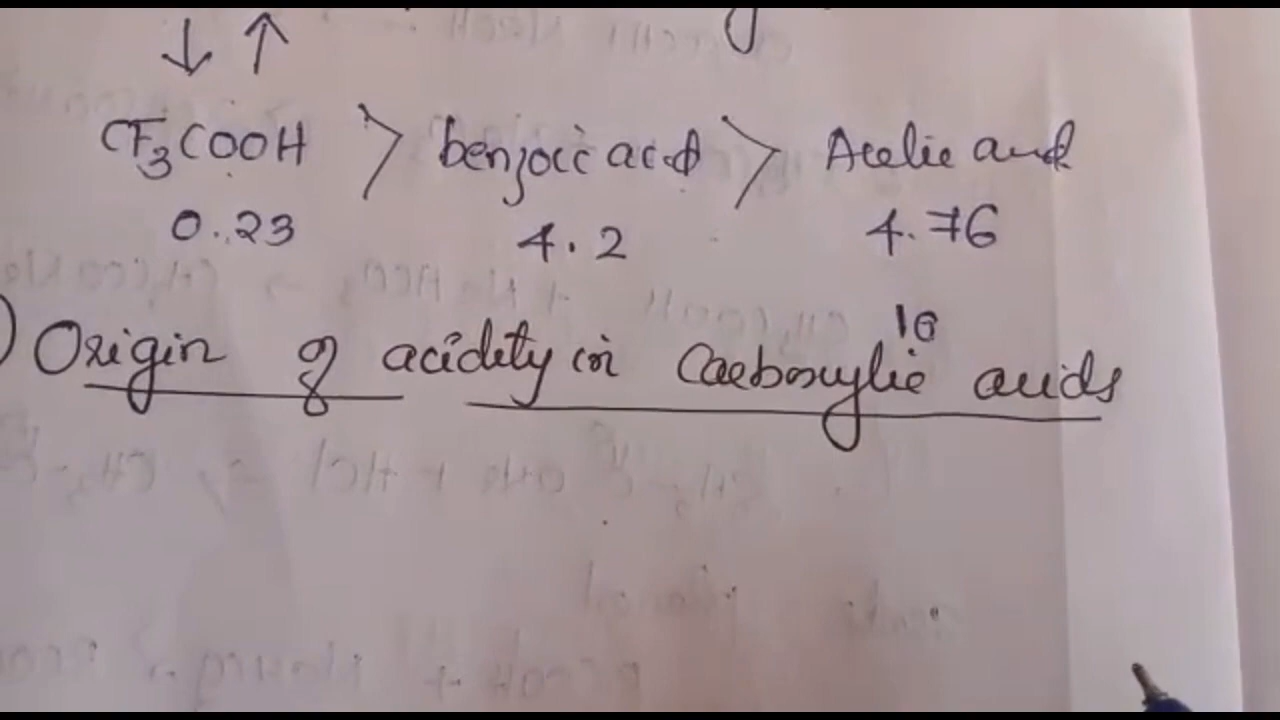 ↓ ↑
CF₃COOH > benzoic acid > Acetic acid
0.23 4.2 4.76
) Origin of acidity in Carboxylic acids